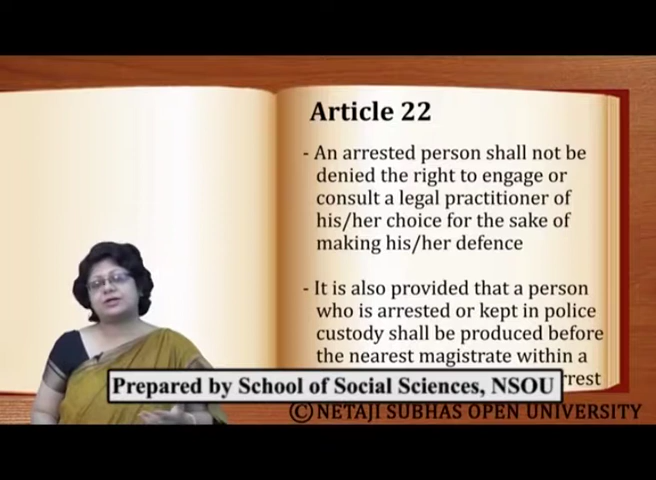 Article 22
- An arrested person shall not be
denied the right to engage or
consult a legal practitioner of
his/her choice for the sake of
making his/her defence
- It is also provided that a person
who is arrested or kept in police
custody shall be produced before
the nearest magistrate within a
Prepared by School of Social Sciences, NSOU
© NETAJI SUBHAS OPEN UNIVERSITY